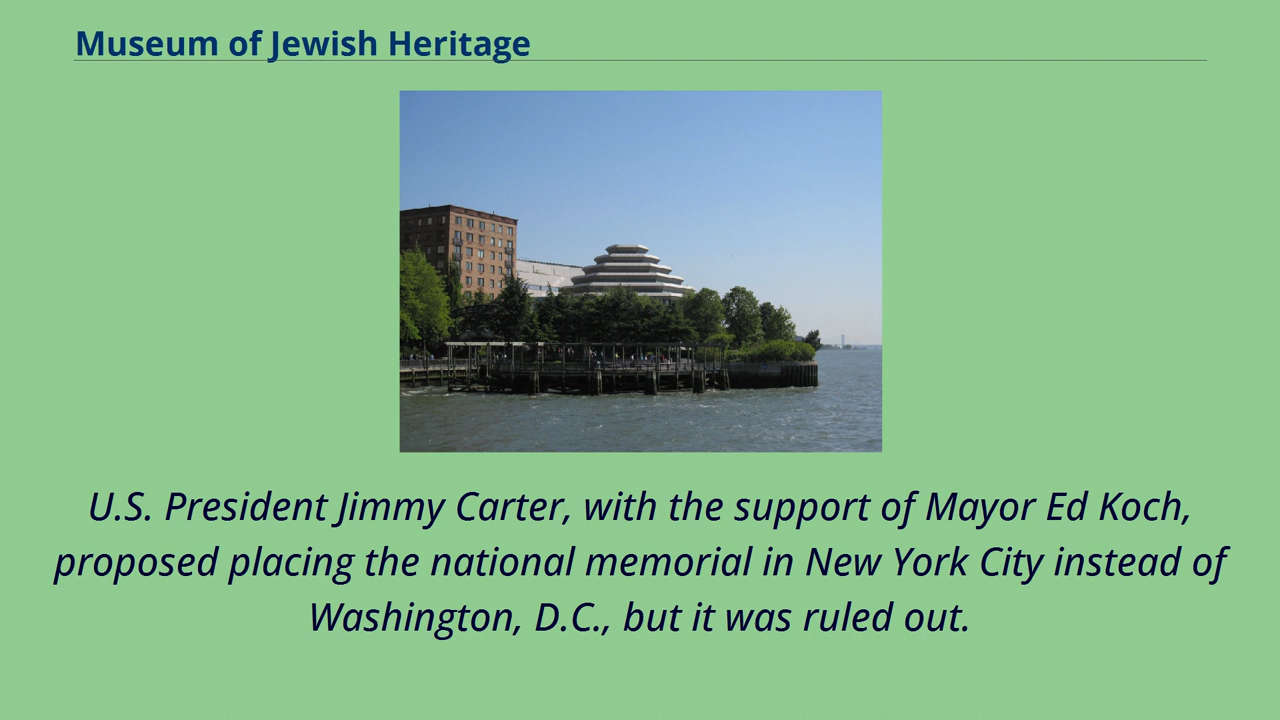 Museum of Jewish Heritage
U.S. President Jimmy Carter, with the support of Mayor Ed Koch,
proposed placing the national memorial in New York City instead of
Washington, D.C., but it was ruled out.